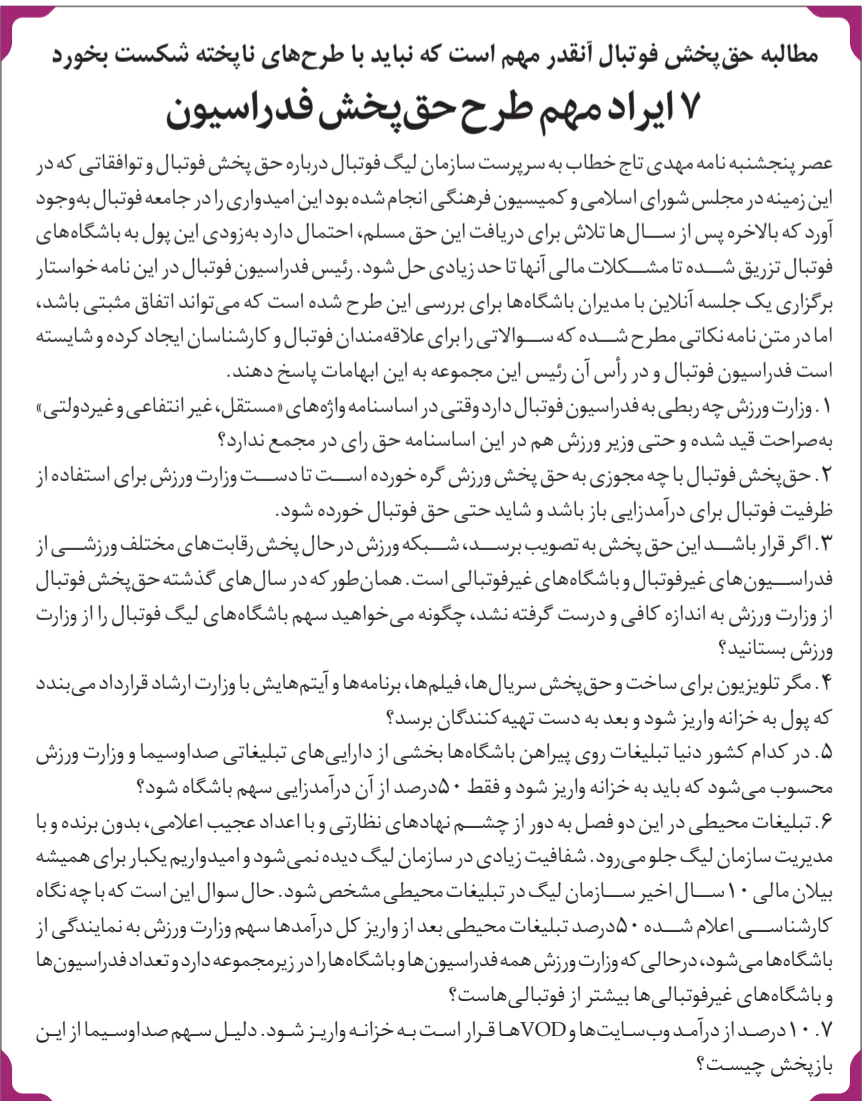 مطالبه حق‌پخش فوتبال آنقدر مهم است که نباید با طرح‌های ناپخته شکست بخورد
۷ ایراد مهم طرح حق‌پخش فدراسیون
عصر پنجشنبه نامه مهدی تاج خطاب به سرپرست سازمان لیگ فوتبال درباره حق پخش فوتبال و توافقاتی که در
این زمینه در مجلس شورای اسلامی و کمیسیون فرهنگی انجام شده بود این امیدواری را در جامعه فوتبال به‌وجود
آورد که بالاخره پس از سال‌ها تلاش برای دریافت این حق مسلم، احتمال دارد به‌زودی این پول به باشگاه‌های
فوتبال تزریق شده تا مشکلات مالی آنها تا حد زیادی حل شود. رئیس فدراسیون فوتبال در این نامه خواستار
برگزاری یک جلسه آنلاین با مدیران باشگاه‌ها برای بررسی این طرح شده است که می‌تواند اتفاق مثبتی باشد،
اما در متن نامه نکاتی مطرح شده که سوالاتی را برای علاقه‌مندان فوتبال و کارشناسان ایجاد کرده و شایسته
است فدراسیون فوتبال و در رأس آن رئیس این مجموعه به این ابهامات پاسخ دهند.
۱. وزارت ورزش چه ربطی به فدراسیون فوتبال دارد وقتی در اساسنامه واژه‌های «مستقل، غیر انتفاعی و غیردولتی»
به‌صراحت قید شده و حتی وزیر ورزش هم در این اساسنامه حق رای در مجمع ندارد؟
۲. حق‌پخش فوتبال با چه مجوزی به حق پخش ورزش گره خورده است تا دست وزارت ورزش برای استفاده از
ظرفیت فوتبال برای درآمدزایی باز باشد و شاید حتی حق فوتبال خورده شود.
۳. اگر قرار باشد این حق پخش به تصویب برسد، شبکه ورزش در حال پخش رقابت‌های مختلف ورزشی از
فدراسیون‌های غیرفوتبال و باشگاه‌های غیرفوتبالی است. همان‌طور که در سال‌های گذشته حق‌پخش فوتبال
از وزارت ورزش به اندازه کافی و درست گرفته نشد، چگونه می‌خواهید سهم باشگاه‌های لیگ فوتبال را از وزارت
ورزش بستانید؟
۴. مگر تلویزیون برای ساخت و حق‌پخش سریال‌ها، فیلم‌ها، برنامه‌ها و آیتم‌هایش با وزارت ارشاد قرارداد می‌بندد
که پول به خزانه واریز شود و بعد به دست تهیه‌کنندگان برسد؟
۵. در کدام کشور دنیا تبلیغات روی پیراهن باشگاه‌ها بخشی از دارایی‌های تبلیغاتی صداوسیما و وزارت ورزش
محسوب می‌شود که باید به خزانه واریز شود و فقط ۵۰درصد از آن درآمدزایی سهم باشگاه شود؟
۶. تبلیغات محیطی در این دو فصل به دور از چشم نهادهای نظارتی و با اعداد عجیب اعلامی، بدون برنده و با
مدیریت سازمان لیگ جلو می‌رود. شفافیت زیادی در سازمان لیگ دیده نمی‌شود و امیدواریم یکبار برای همیشه
بیلان مالی ۱۰ سال اخیر سازمان لیگ در تبلیغات محیطی مشخص شود. حال سوال این است که با چه نگاه
کارشناسی اعلام شده ۵۰درصد تبلیغات محیطی بعد از واریز کل درآمدها سهم وزارت ورزش به نمایندگی از
باشگاه‌ها می‌شود، درحالی که وزارت ورزش همه فدراسیون‌ها و باشگاه‌ها را در زیرمجموعه دارد و تعداد فدراسیون‌ها
و باشگاه‌های غیرفوتبالی‌ها بیشتر از فوتبالی‌هاست؟
۷. ۱۰درصد از درآمد وب‌سایت‌ها و VODها قرار است به خزانه واریز شود. دلیل سهم صداوسیما از این
بازپخش چیست؟